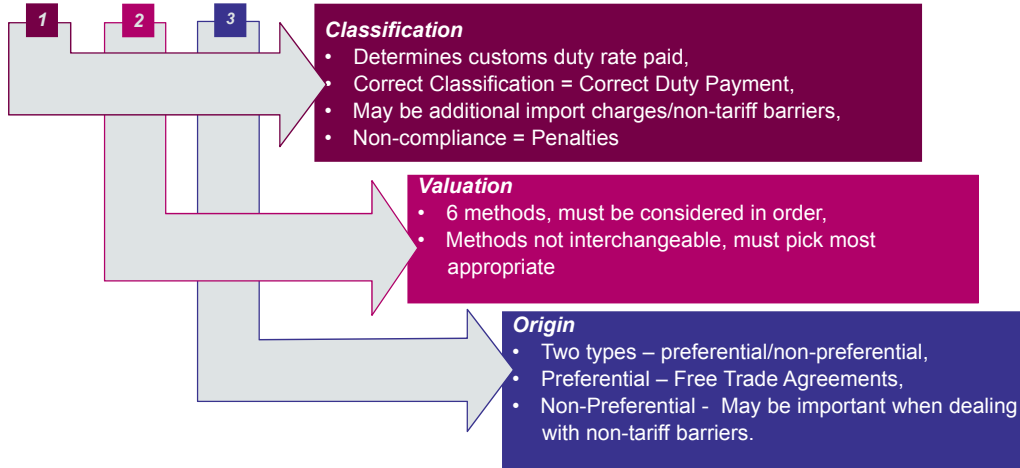 1 2 3
Classification
• Determines customs duty rate paid,
• Correct Classification = Correct Duty Payment,
• May be additional import charges/non-tariff barriers,
• Non-compliance = Penalties
Valuation
• 6 methods, must be considered in order,
• Methods not interchangeable, must pick most
appropriate
Origin
• Two types – preferential/non-preferential,
• Preferential – Free Trade Agreements,
• Non-Preferential - May be important when dealing
with non-tariff barriers.